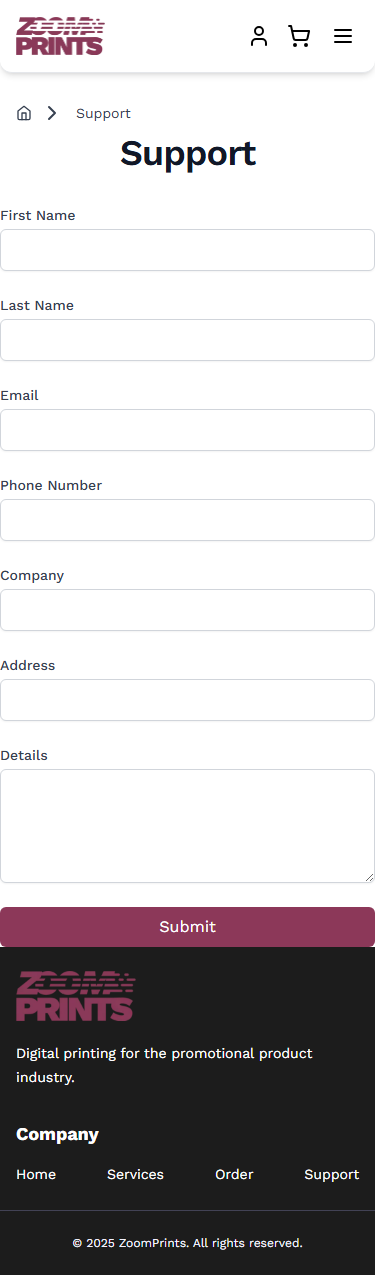 ZOOM
PRINTS
Support
Support
First Name
Last Name
Email
Phone Number
Company
Address
Details
Submit
ZOOM
PRINTS
Digital printing for the promotional product
industry.
Company
Home Services Order Support
© 2025 ZoomPrints. All rights reserved.